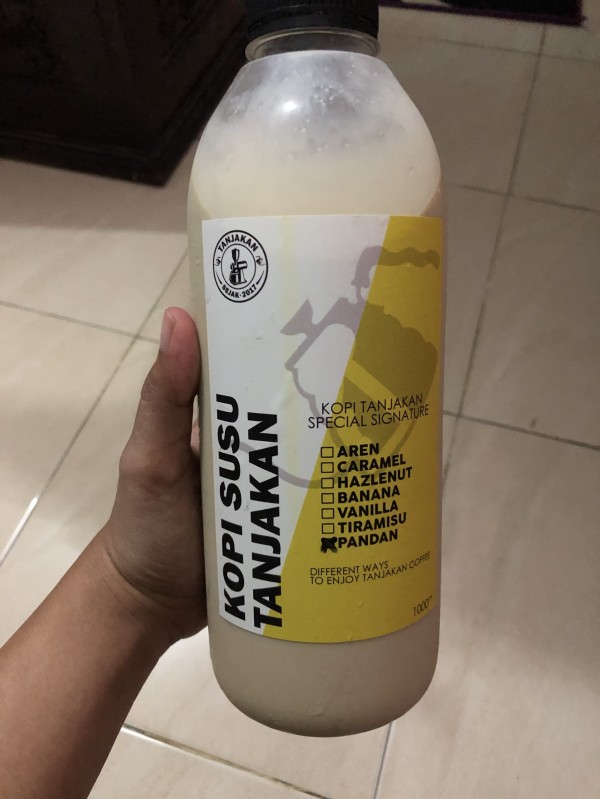 TANJAKAN
SEJAK-2017
KOPI SUSU
TANJAKAN
KOPI TANJAKAN
SPECIAL SIGNATURE
AREN
CARAMEL
HAZLENUT
BANANA
VANILLA
TIRAMISU
PANDAN
DIFFERENT WAYS
TO ENJOY TANJAKAN COFFEE